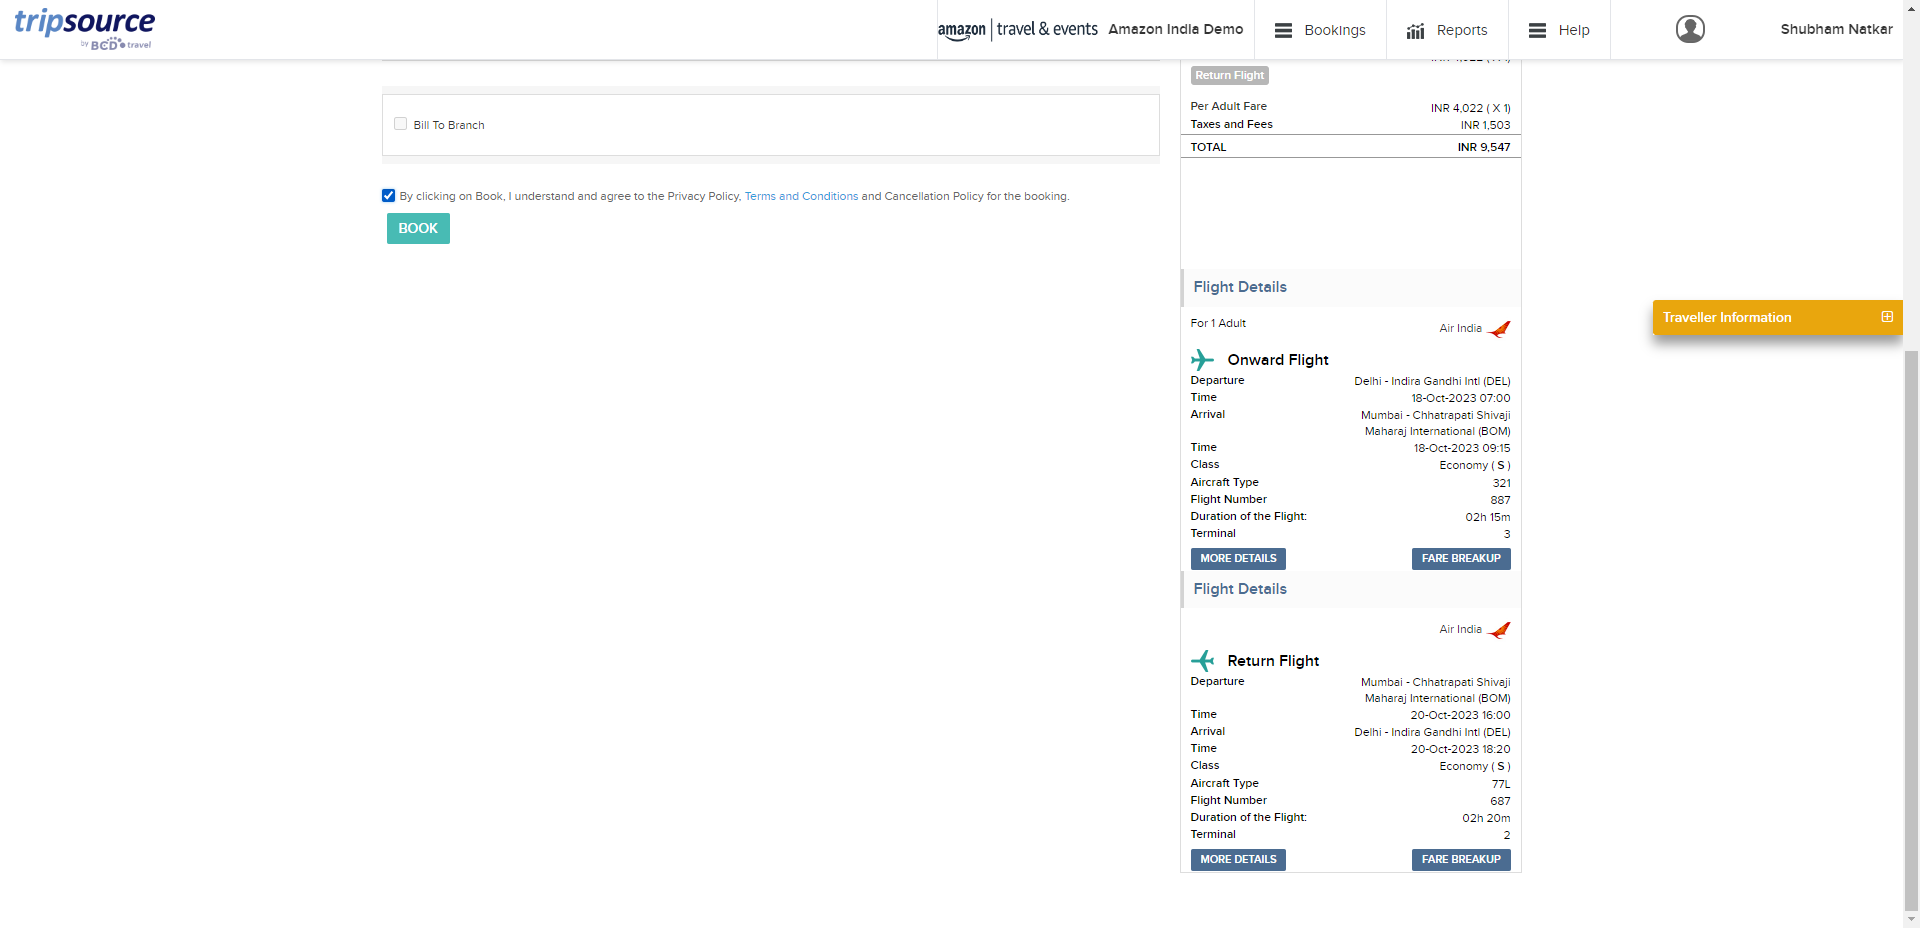 tripsource
by BCD travel
amazon travel & events Amazon India Demo
Bookings
Reports
Help
Shubham Natkar
Return Flight
Per Adult Fare INR 4,022 ( X 1)
Taxes and Fees INR 1,503
TOTAL INR 9,547
Bill To Branch
By clicking on Book, I understand and agree to the Privacy Policy, Terms and Conditions and Cancellation Policy for the booking.
BOOK
Flight Details
For 1 Adult Air India
Onward Flight
Departure Delhi - Indira Gandhi Intl (DEL)
Time 18-Oct-2023 07:00
Arrival Mumbai - Chhatrapati Shivaji
Maharaj International (BOM)
Time 18-Oct-2023 09:15
Class Economy ( S )
Aircraft Type 321
Flight Number 887
Duration of the Flight: 02h 15m
Terminal 3
MORE DETAILS FARE BREAKUP
Flight Details
Air India
Return Flight
Departure Mumbai - Chhatrapati Shivaji
Maharaj International (BOM)
Time 20-Oct-2023 16:00
Arrival Delhi - Indira Gandhi Intl (DEL)
Time 20-Oct-2023 18:20
Class Economy ( S )
Aircraft Type 77L
Flight Number 687
Duration of the Flight: 02h 20m
Terminal 2
MORE DETAILS FARE BREAKUP
Traveller Information